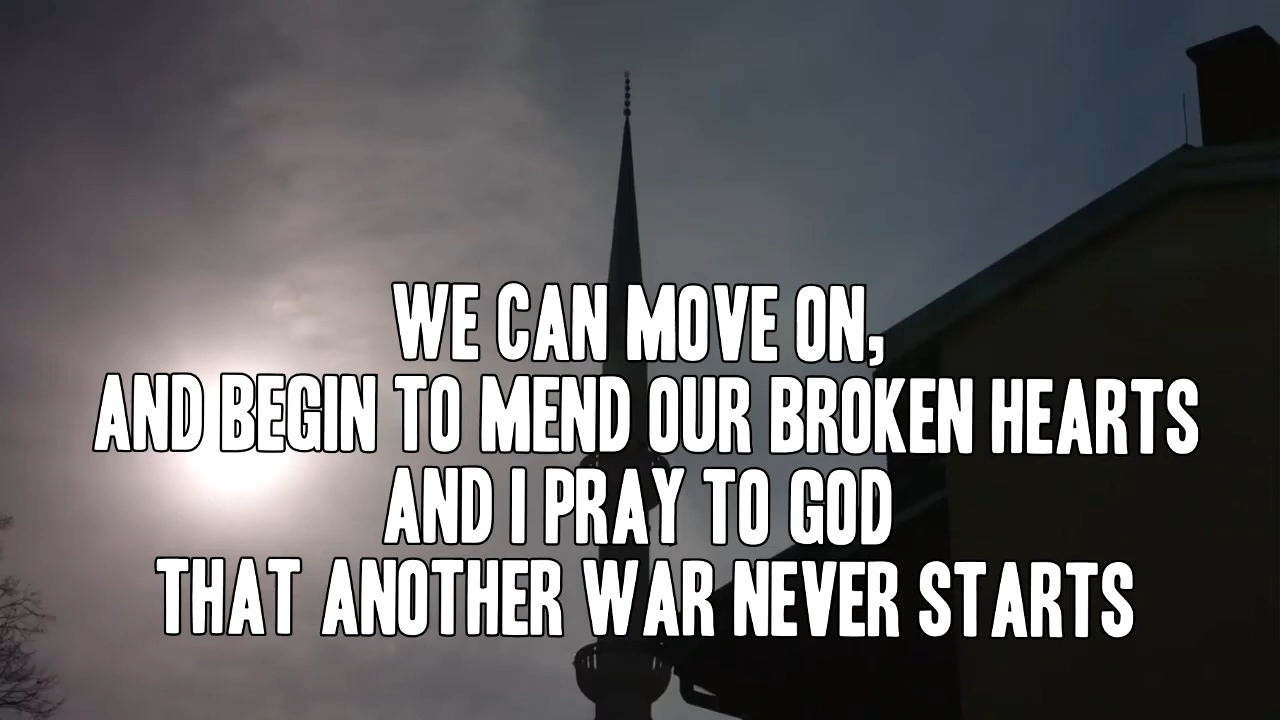 WE CAN MOVE ON,
AND BEGIN TO MEND OUR BROKEN HEARTS
AND I PRAY TO GOD
THAT ANOTHER WAR NEVER STARTS